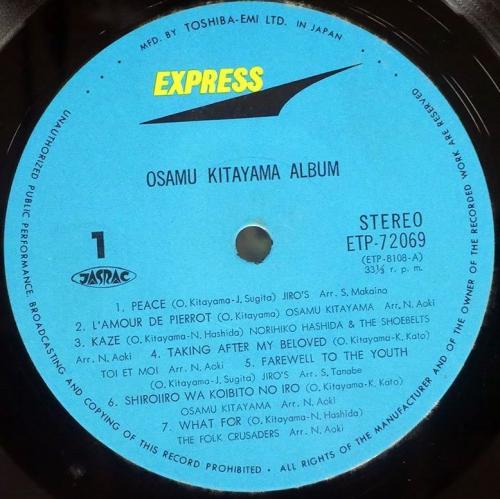 MFD. BY TOSHIBA-EMI LTD. IN JAPAN
EXPRESS
OSAMU KITAYAMA ALBUM
1
JASRAC
STEREO
ETP-72069
(ETP-8108-A)
33⅓ r. p. m.
1. PEACE (O. Kitayama-J. Sugita) JIRO'S Arr. S. Makaino
2. L'AMOUR DE PIERROT (O. Kitayama) OSAMU KITAYAMA Arr. N. Aoki
3. KAZE (O. Kitayama-N. Hashida) NORIHIKO HASHIDA & THE SHOEBELTS
Arr. N. Aoki 4. TAKING AFTER MY BELOVED (O. Kitayama-K. Kato)
TOI ET MOI Arr. N. Aoki 5. FAREWELL TO THE YOUTH
(O. Kitayama-J. Sugita) JIRO'S Arr. S. Tanabe
6. SHIROIIRO WA KOIBITO NO IRO (O. Kitayama-K. Kato)
OSAMU KITAYAMA Arr. N. Aoki
7. WHAT FOR (O. Kitayama-N. Hashida)
THE FOLK CRUSADERS Arr. N. Aoki
UNAUTHORIZED PUBLIC PERFORMANCE, BROADCASTING AND COPYING OF THIS RECORD PROHIBITED • ALL RIGHTS OF THE MANUFACTURER AND OF THE OWNER OF THE RECORDED WORK ARE RESERVED